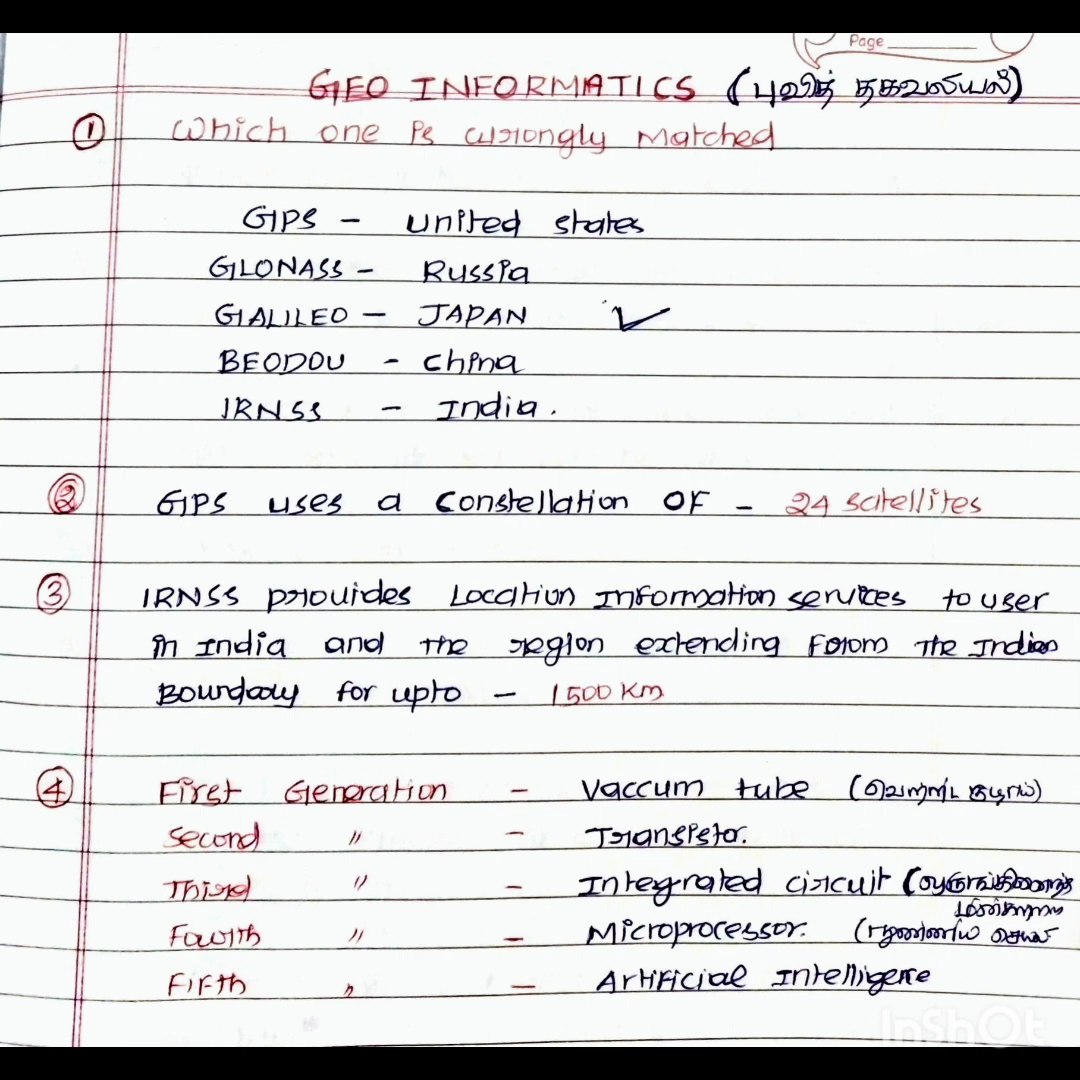 Page
GEO INFORMATICS (புவித் தகவலியல்)
① Which one is wrongly Matched
GPS - united states
GLONASS - Russia
GALILEO - JAPAN ✓
BEODOU - China
IRNSS - India.
② GPS uses a Constellation OF - 24 satellites
③ IRNSS provides Location Information services to user
in India and the region extending From The Indian
Boundary for upto - 1500 Km
④ First Generation - Vaccum tube (வெற்றிட குழாய்)
Second " - Transistor.
Third " - Integrated circuit (ஒருங்கிணைந்த
மின்சுற்று
Fourth " - Microprocessor. (நுண்ணிய செயலி
Fifth " - Artificial Intelligence
InShOt